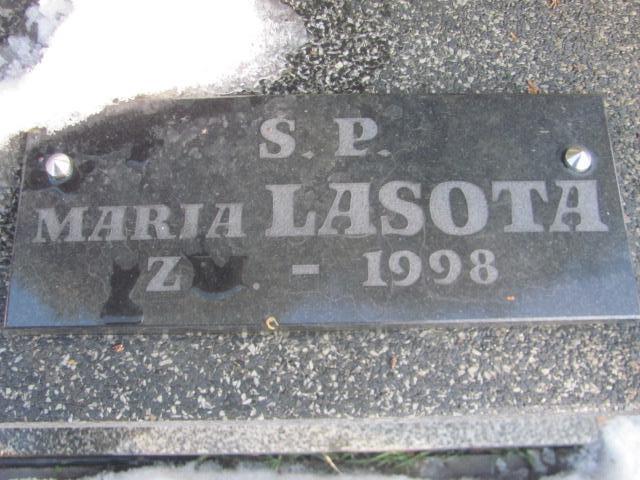 S. P.
MARIA LASOTA
Z . – 1998